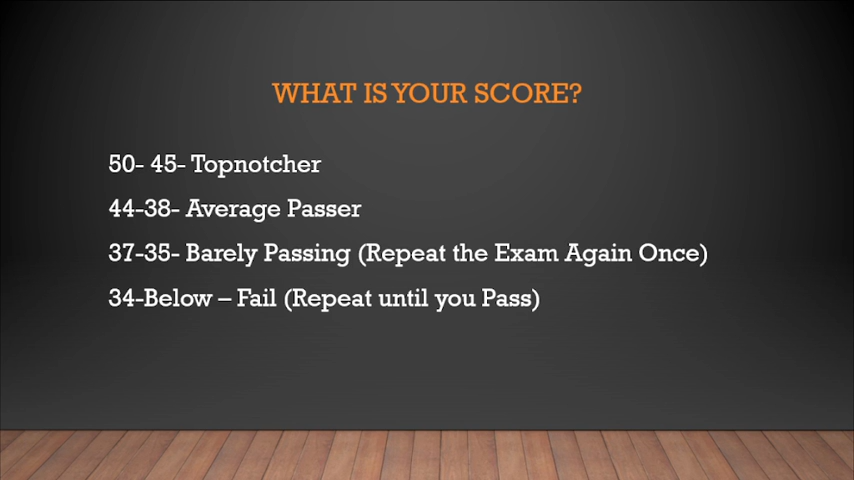 WHAT IS YOUR SCORE?
50- 45- Topnotcher
44-38- Average Passer
37-35- Barely Passing (Repeat the Exam Again Once)
34-Below – Fail (Repeat until you Pass)